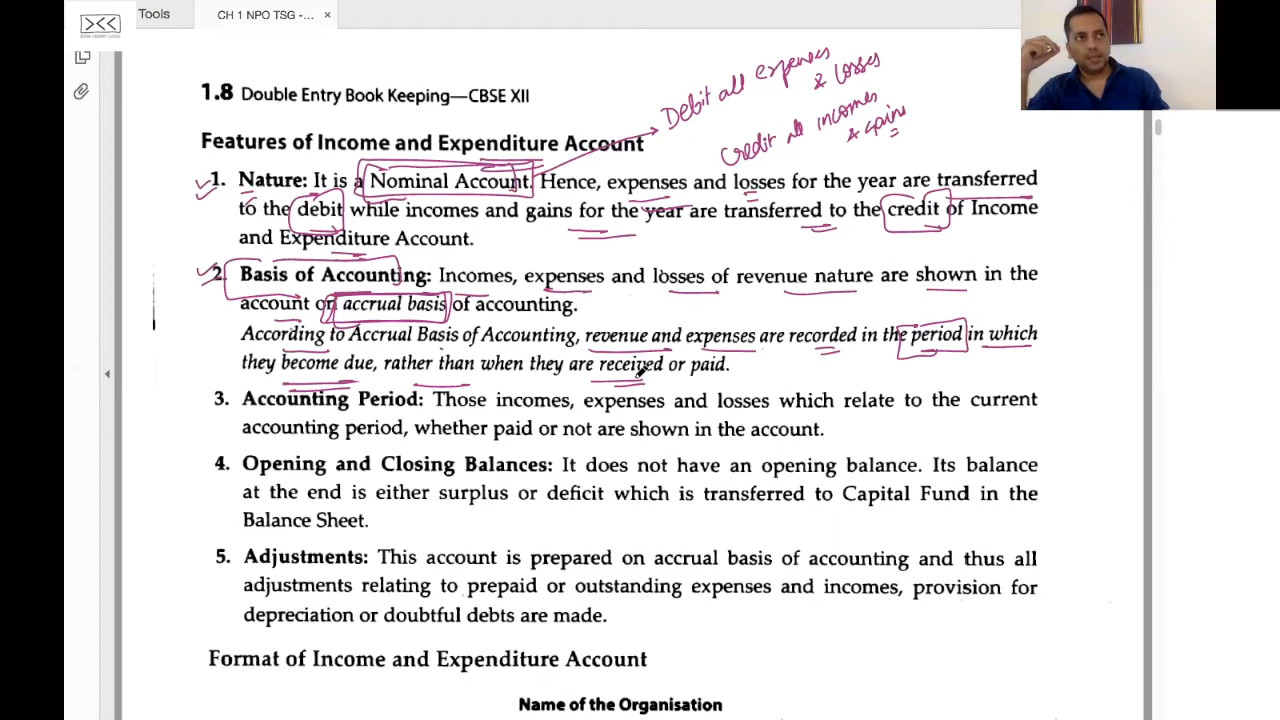 Tools
CH 1 NPO TSG -... ×
1.8 Double Entry Book Keeping—CBSE XII
Debit all expenses
& losses
Credit all incomes
& gains
Features of Income and Expenditure Account
1. Nature: It is a Nominal Account. Hence, expenses and losses for the year are transferred
to the debit while incomes and gains for the year are transferred to the credit of Income
and Expenditure Account.
2. Basis of Accounting: Incomes, expenses and losses of revenue nature are shown in the
account on accrual basis of accounting.
According to Accrual Basis of Accounting, revenue and expenses are recorded in the period in which
they become due, rather than when they are received or paid.
3. Accounting Period: Those incomes, expenses and losses which relate to the current
accounting period, whether paid or not are shown in the account.
4. Opening and Closing Balances: It does not have an opening balance. Its balance
at the end is either surplus or deficit which is transferred to Capital Fund in the
Balance Sheet.
5. Adjustments: This account is prepared on accrual basis of accounting and thus all
adjustments relating to prepaid or outstanding expenses and incomes, provision for
depreciation or doubtful debts are made.
Format of Income and Expenditure Account
Name of the Organisation